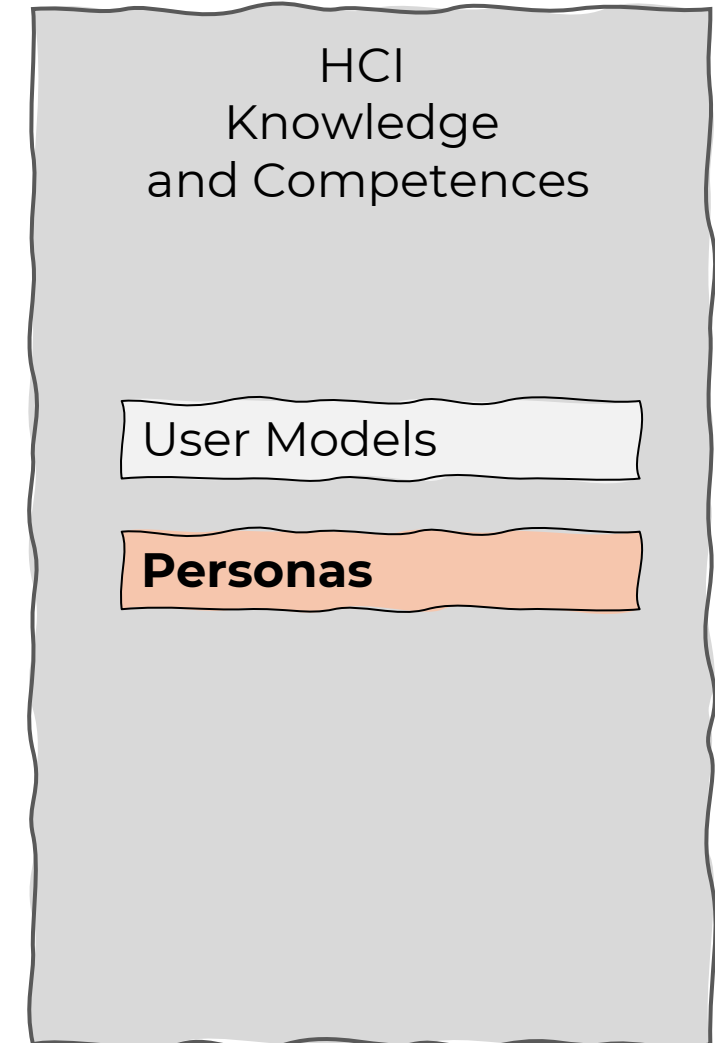 HCI
Knowledge
and Competences
User Models
Personas